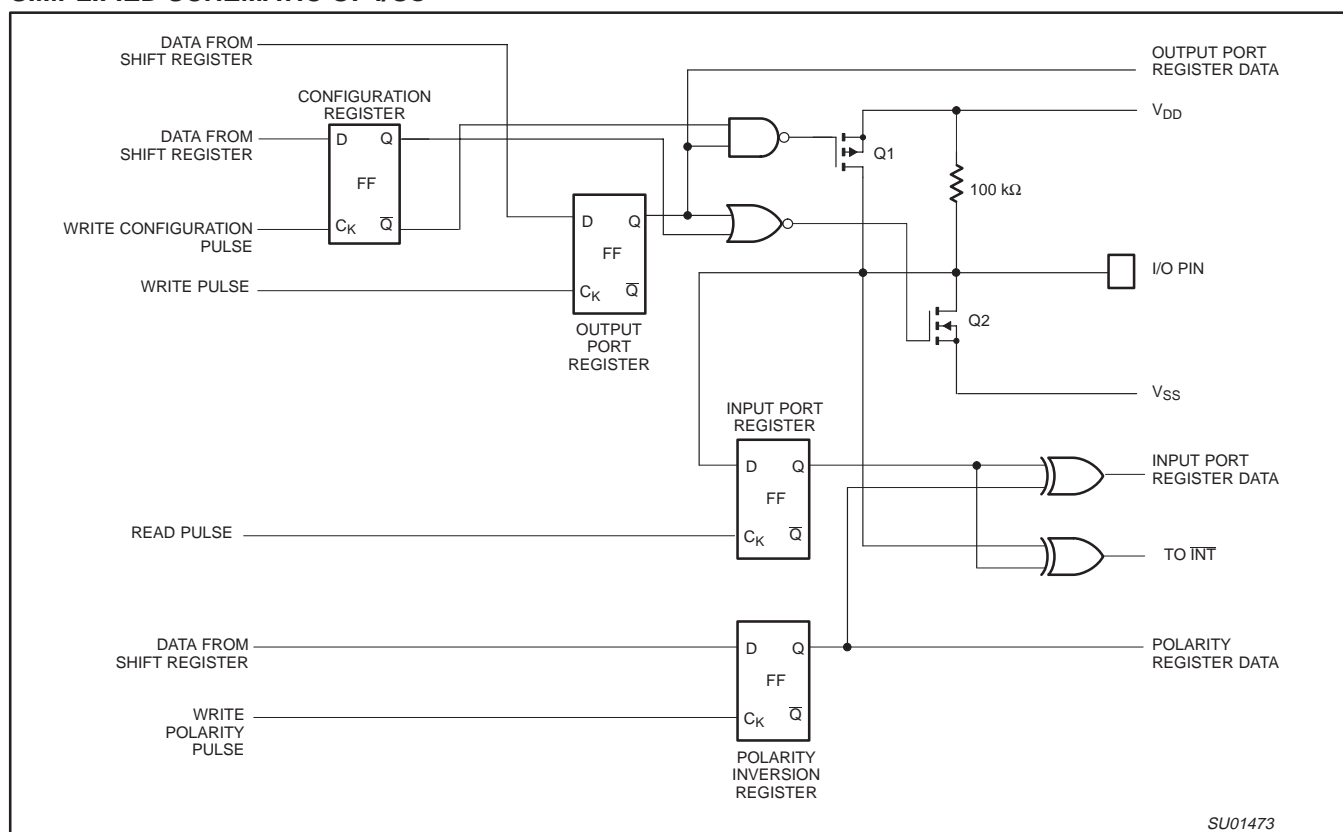 DATA FROM
SHIFT REGISTER
OUTPUT PORT
REGISTER DATA
CONFIGURATION
REGISTER
VDD
DATA FROM
SHIFT REGISTER
D Q
FF
CK Q̅
Q1
100 kΩ
WRITE CONFIGURATION
PULSE
D Q
FF
CK Q̅
I/O PIN
WRITE PULSE
OUTPUT
PORT
REGISTER
Q2
VSS
INPUT PORT
REGISTER
D Q
FF
CK Q̅
INPUT PORT
REGISTER DATA
READ PULSE
TO I̅N̅T̅
DATA FROM
SHIFT REGISTER
D Q
FF
CK Q̅
POLARITY
REGISTER DATA
WRITE
POLARITY
PULSE
POLARITY
INVERSION
REGISTER
SU01473